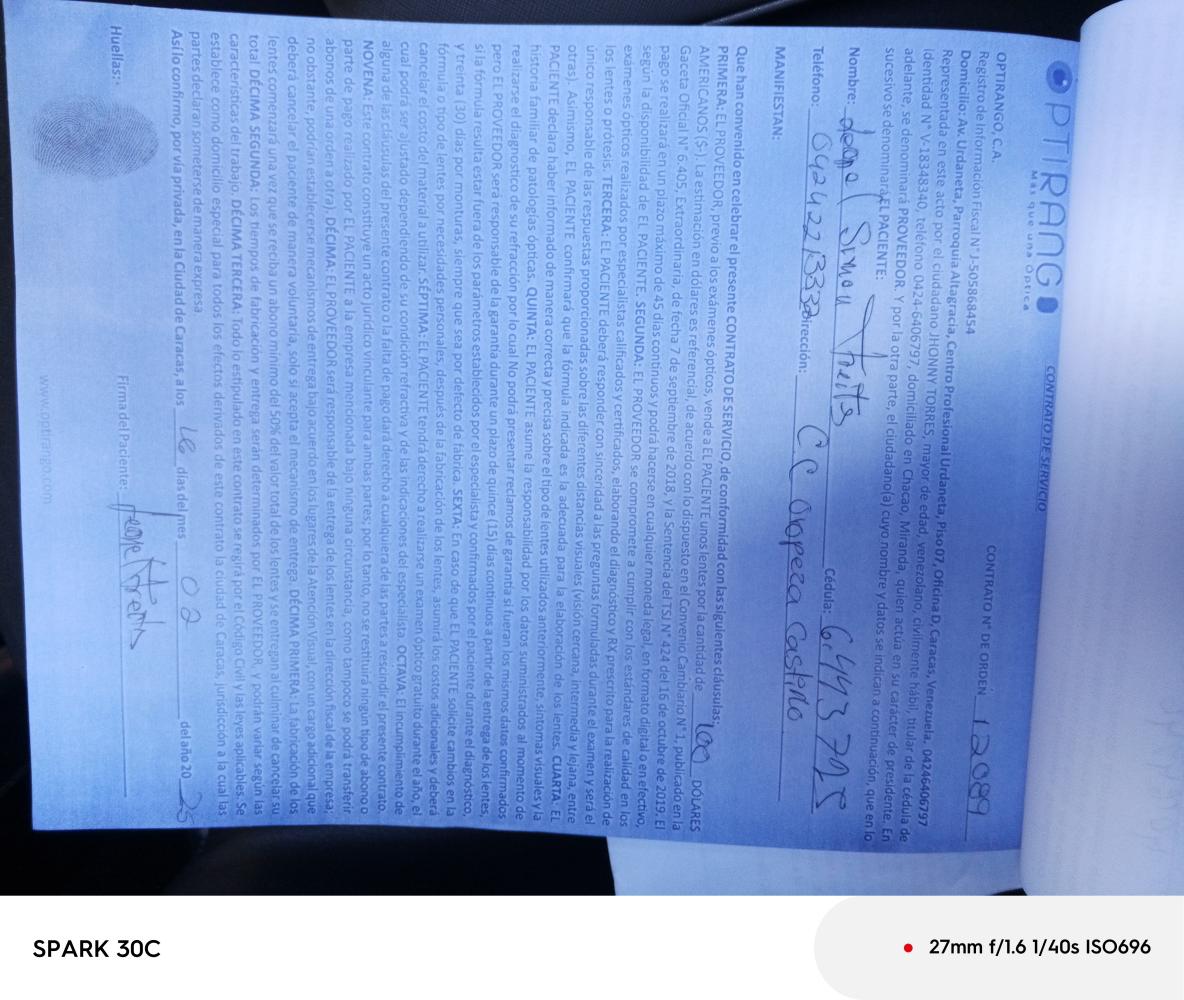 OPTIRANGO
Más que una Óptica
CONTRATO DE SERVICIO
OPTIRANGO, C.A.
Registro de Información Fiscal N° J-505868454
CONTRATO N° DE ORDEN 12089
Domicilio: Av. Urdaneta, Parroquia Altagracia, Centro Profesional Urdaneta, Piso 07, Oficina D, Caracas, Venezuela. 04246406797
Representada en este acto por el ciudadano JHONNY TORRES, mayor de edad, venezolano, civilmente hábil, titular de la cédula de
identidad N° V-18348340, teléfono 0424-6406797, domiciliado en Chacao, Miranda, quien actúa en su carácter de presidente. En
adelante, se denominará PROVEEDOR. Y por la otra parte, el ciudadano(a) cuyo nombre y datos se indican a continuación, que en lo
sucesivo se denominará EL PACIENTE:
Nombre: Simon Freites
Teléfono: 04242213332 dirección: CC Oropeza Castillo Cédula: 6.443725
MANIFIESTAN:
Que han convenido en celebrar el presente CONTRATO DE SERVICIO, de conformidad con las siguientes cláusulas:
PRIMERA: EL PROVEEDOR, previo a los exámenes ópticos, vende a EL PACIENTE unos lentes por la cantidad de 100 DÓLARES
AMERICANOS ($). La estimación en dólares es referencial, de acuerdo con lo dispuesto en el Convenio Cambiario N° 1, publicado en la
Gaceta Oficial N° 6.405, Extraordinaria, de fecha 7 de septiembre de 2018, y la Sentencia del TSJ N° 424 del 16 de octubre de 2019. El
pago se realizará en un plazo máximo de 45 días continuos y podrá hacerse en cualquier moneda legal, en formato digital o en efectivo,
según la disponibilidad de EL PACIENTE. SEGUNDA: EL PROVEEDOR se compromete a cumplir con los estándares de calidad en los
exámenes ópticos realizados por especialistas calificados y certificados, elaborando el diagnóstico y RX prescrito para la realización de
los lentes o prótesis. TERCERA: EL PACIENTE deberá responder con sinceridad a las preguntas formuladas durante el examen y será el
único responsable de las respuestas proporcionadas sobre las diferentes distancias visuales (visión cercana, intermedia y lejana, entre
otras). Asimismo, EL PACIENTE confirmará que la fórmula indicada es la adecuada para la elaboración de los lentes. CUARTA. EL
PACIENTE declara haber informado de manera correcta y precisa sobre el tipo de lentes utilizados anteriormente, síntomas visuales y la
historia familiar de patologías ópticas. QUINTA: EL PACIENTE asume la responsabilidad por los datos suministrados al momento de
realizarse el diagnostico de su refracción por lo cual No podrá presentar reclamos de garantía si fueran los mismos datos confirmados
pero EL PROVEEDOR será responsable de la garantía durante un plazo de quince (15) días continuos a partir de la entrega de los lentes,
si la fórmula resulta estar fuera de los parámetros establecidos por el especialista y confirmados por el paciente durante el diagnóstico,
y treinta (30) días por monturas, siempre que sea por defecto de fábrica. SEXTA. En caso de que EL PACIENTE solicite cambios en la
fórmula o tipo de lentes por necesidades personales, después de la fabricación de los lentes, asumirá los costos adicionales y deberá
cancelar el costo del material a utilizar. SÉPTIMA: EL PACIENTE tendrá derecho a realizarse un examen óptico gratuito durante el año, el
cual podrá ser ajustado dependiendo de su condición refractiva y de las indicaciones del especialista. OCTAVA: El incumplimiento de
alguna de las cláusulas del presente contrato o la falta de pago dará derecho a cualquiera de las partes a rescindir el presente contrato.
NOVENA: Este contrato constituye un acto jurídico vinculante para ambas partes; por lo tanto, no se restituirá ningún tipo de abono o
parte de pago realizado por EL PACIENTE a la empresa mencionada bajo ninguna circunstancia, como tampoco se podrá transferir
abonos de una orden a otra). DÉCIMA: EL PROVEEDOR será responsable de la entrega de los lentes en la dirección fiscal de la empresa;
no obstante, podrían establecerse mecanismos de entrega bajo acuerdo en los lugares de la Atención Visual, con un cargo adicional que
deberá cancelar el paciente de manera voluntaria, solo si acepta el mecanismo de entrega. DÉCIMA PRIMERA: La fabricación de los
lentes comenzará una vez que se reciba un abono mínimo del 50% del valor total de los lentes y se entregan al culminar de cancelar su
total DÉCIMA SEGUNDA: Los tiempos de fabricación y entrega serán determinados por EL PROVEEDOR, y podrán variar según las
características del trabajo. DÉCIMA TERCERA: Todo lo estipulado en este contrato se regirá por el Código Civil y las leyes aplicables. Se
establece como domicilio especial para todos los efectos derivados de este contrato la ciudad de Caracas, jurisdicción a la cual las
partes declaran someterse de manera expresa.
Así lo confirmo, por vía privada, en la Ciudad de Caracas, a los 16 días del mes 02 del año 20 25
Huellas:
Firma del Paciente:
www.optirango.com
SPARK 30C
27mm f/1.6 1/40s ISO696